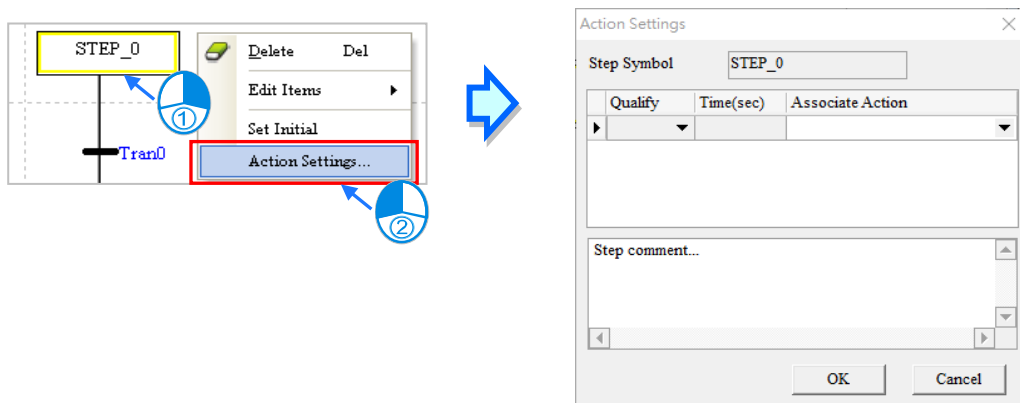 STEP_0
Delete Del
Edit Items
Set Initial
Action Settings...
Tran0
①
②
Action Settings
Step Symbol STEP_0
Qualify Time(sec) Associate Action
Step comment...
OK Cancel